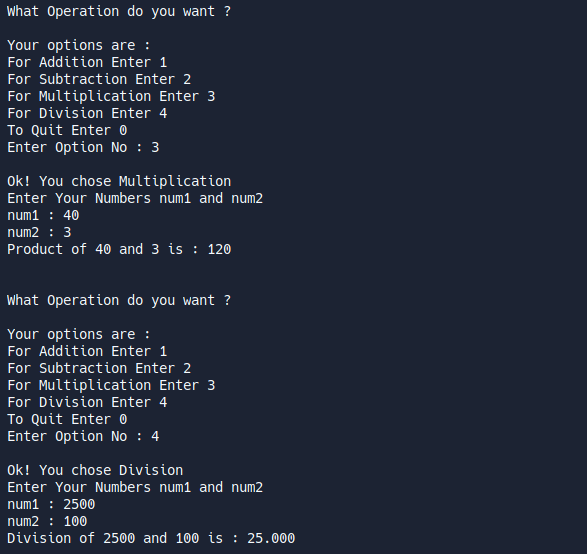 What Operation do you want ?
Your options are :
For Addition Enter 1
For Subtraction Enter 2
For Multiplication Enter 3
For Division Enter 4
To Quit Enter 0
Enter Option No : 3
Ok! You chose Multiplication
Enter Your Numbers num1 and num2
num1 : 40
num2 : 3
Product of 40 and 3 is : 120
What Operation do you want ?
Your options are :
For Addition Enter 1
For Subtraction Enter 2
For Multiplication Enter 3
For Division Enter 4
To Quit Enter 0
Enter Option No : 4
Ok! You chose Division
Enter Your Numbers num1 and num2
num1 : 2500
num2 : 100
Division of 2500 and 100 is : 25.000